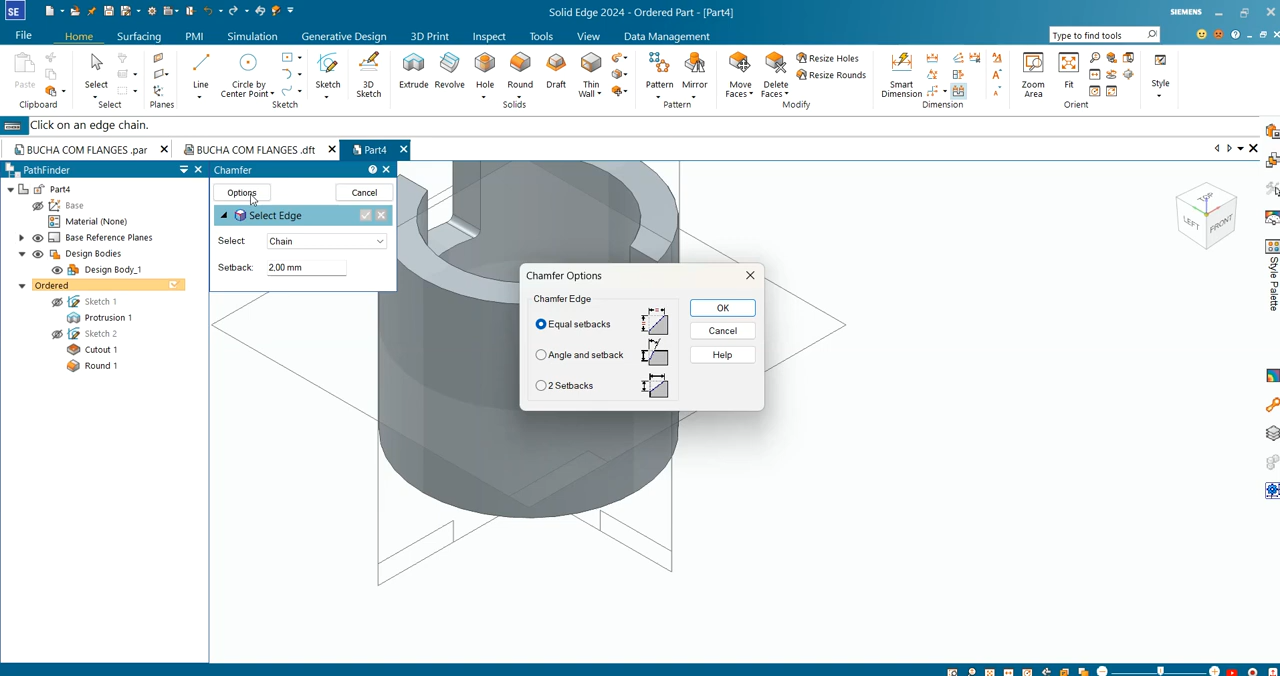 SE
Solid Edge 2024 - Ordered Part - [Part4]
SIEMENS
File
Home
Surfacing
PMI
Simulation
Generative Design
3D Print
Inspect
Tools
View
Data Management
Type to find tools
Paste
Select
Line
Circle by Center Point
Sketch
3D Sketch
Extrude
Revolve
Hole
Round
Draft
Thin Wall
Pattern
Mirror
Move Faces
Delete Faces
Resize Holes
Resize Rounds
Smart Dimension
Zoom Area
Fit
Style
Clipboard
Select
Planes
Sketch
Solids
Pattern
Modify
Dimension
Orient
Click on an edge chain.
BUCHA COM FLANGES .par
BUCHA COM FLANGES .dft
Part4
PathFinder
Part4
Base
Material (None)
Base Reference Planes
Design Bodies
Design Body_1
Ordered
Sketch 1
Protrusion 1
Sketch 2
Cutout 1
Round 1
Chamfer
Options
Cancel
Select Edge
Select:
Chain
Setback:
2.00 mm
Chamfer Options
Chamfer Edge
Equal setbacks
Angle and setback
2 Setbacks
OK
Cancel
Help
TOP
LEFT
FRONT
Style Palette